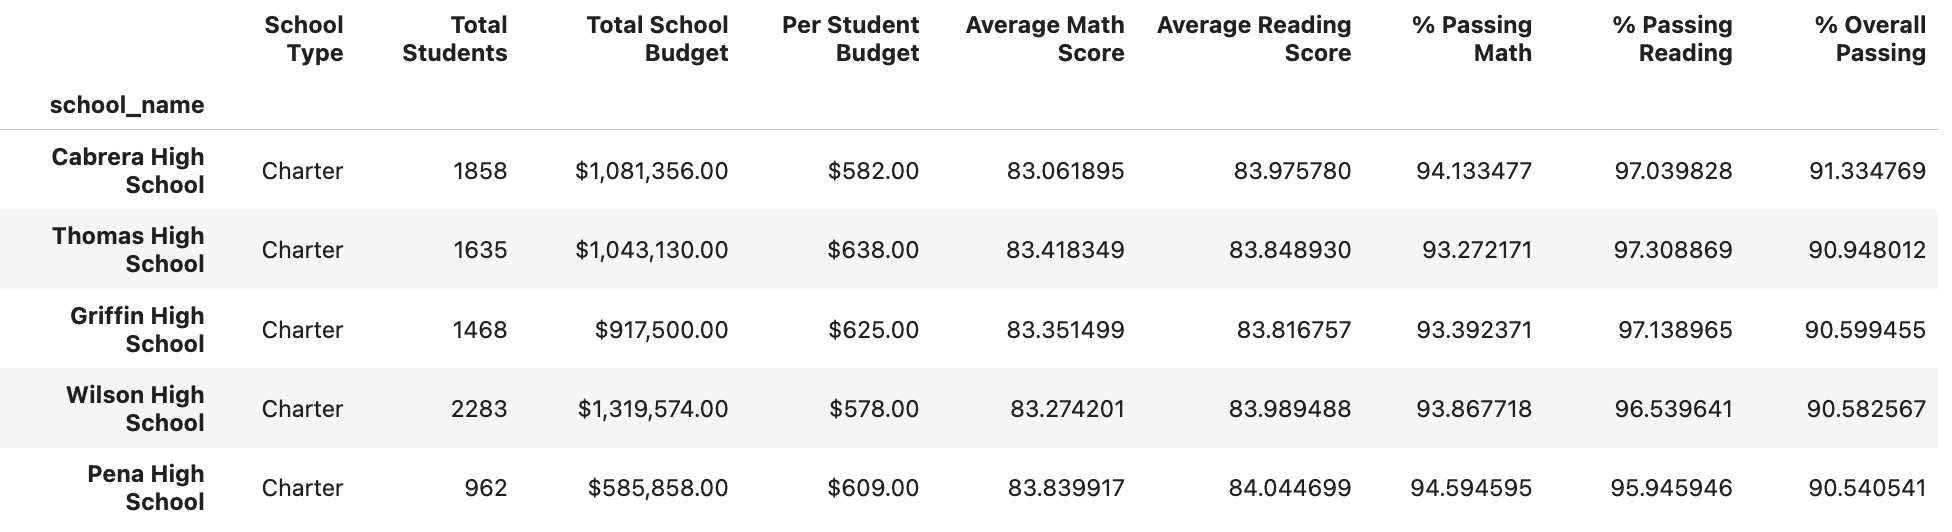 School Type Total Students Total School Budget Per Student Budget Average Math Score Average Reading Score % Passing Math % Passing Reading % Overall Passing
school_name
Cabrera High School Charter 1858 $1,081,356.00 $582.00 83.061895 83.975780 94.133477 97.039828 91.334769
Thomas High School Charter 1635 $1,043,130.00 $638.00 83.418349 83.848930 93.272171 97.308869 90.948012
Griffin High School Charter 1468 $917,500.00 $625.00 83.351499 83.816757 93.392371 97.138965 90.599455
Wilson High School Charter 2283 $1,319,574.00 $578.00 83.274201 83.989488 93.867718 96.539641 90.582567
Pena High School Charter 962 $585,858.00 $609.00 83.839917 84.044699 94.594595 95.945946 90.540541